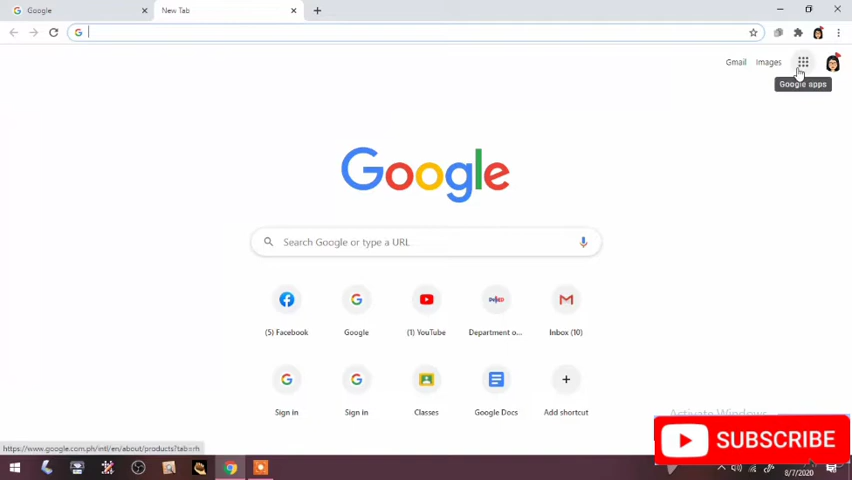 Google
New Tab
Gmail
Images
Google apps
Google
Search Google or type a URL
(5) Facebook
Google
(1) YouTube
Department o...
Inbox (10)
Sign in
Sign in
Classes
Google Docs
Add shortcut
Activate Windows
SUBSCRIBE
https://www.google.com.ph/intl/en/about/products?tab=rh
8/7/2020